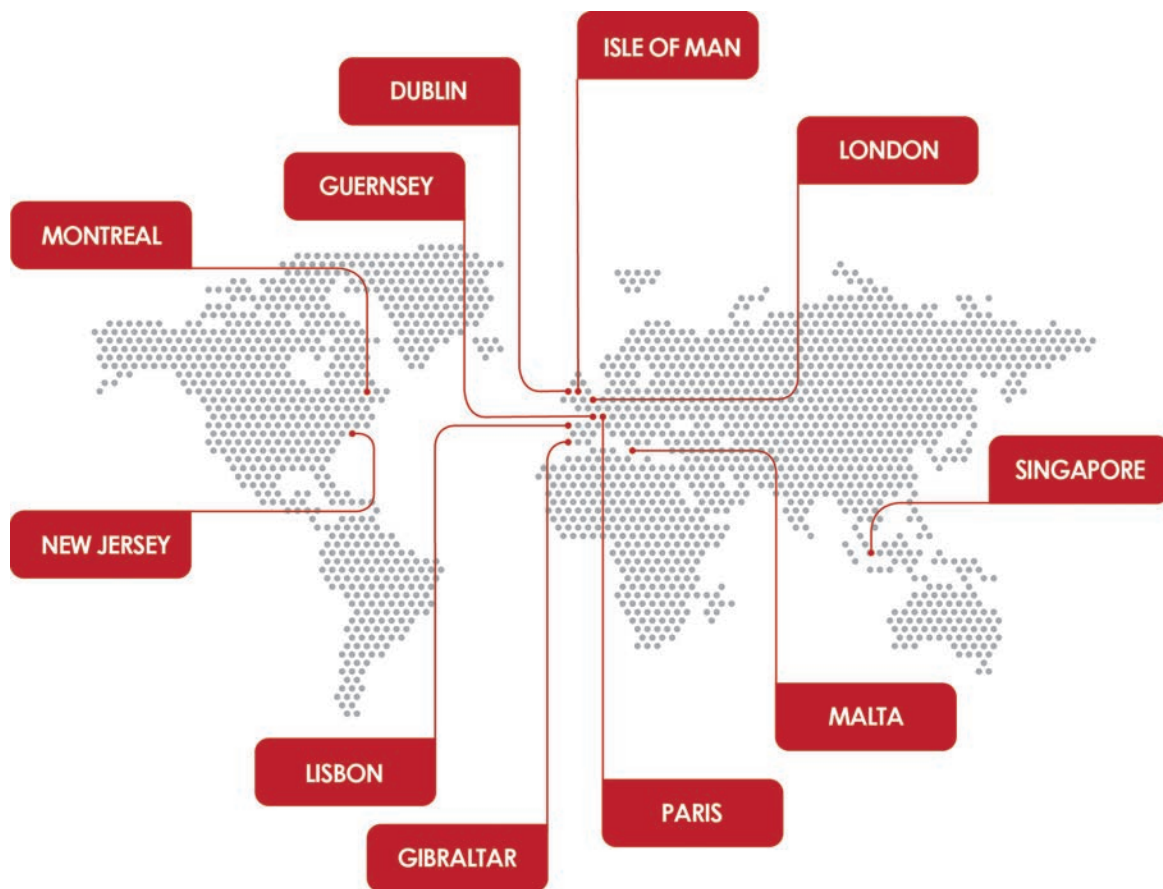 ISLE OF MAN
DUBLIN
LONDON
GUERNSEY
MONTREAL
SINGAPORE
NEW JERSEY
MALTA
LISBON
PARIS
GIBRALTAR